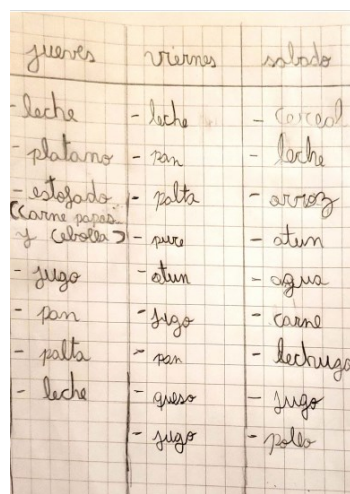 jueves
- leche
- platano
- estofado
(carne papas
y cebolla)
- jugo
- pan
- palta
- leche
viernes
- leche
- pan
- palta
- pure
- atun
- jugo
- pan
- queso
- jugo
sabado
- cereal
- leche
- arroz
- atun
- agua
- carne
- lechuga
- jugo
- pollo